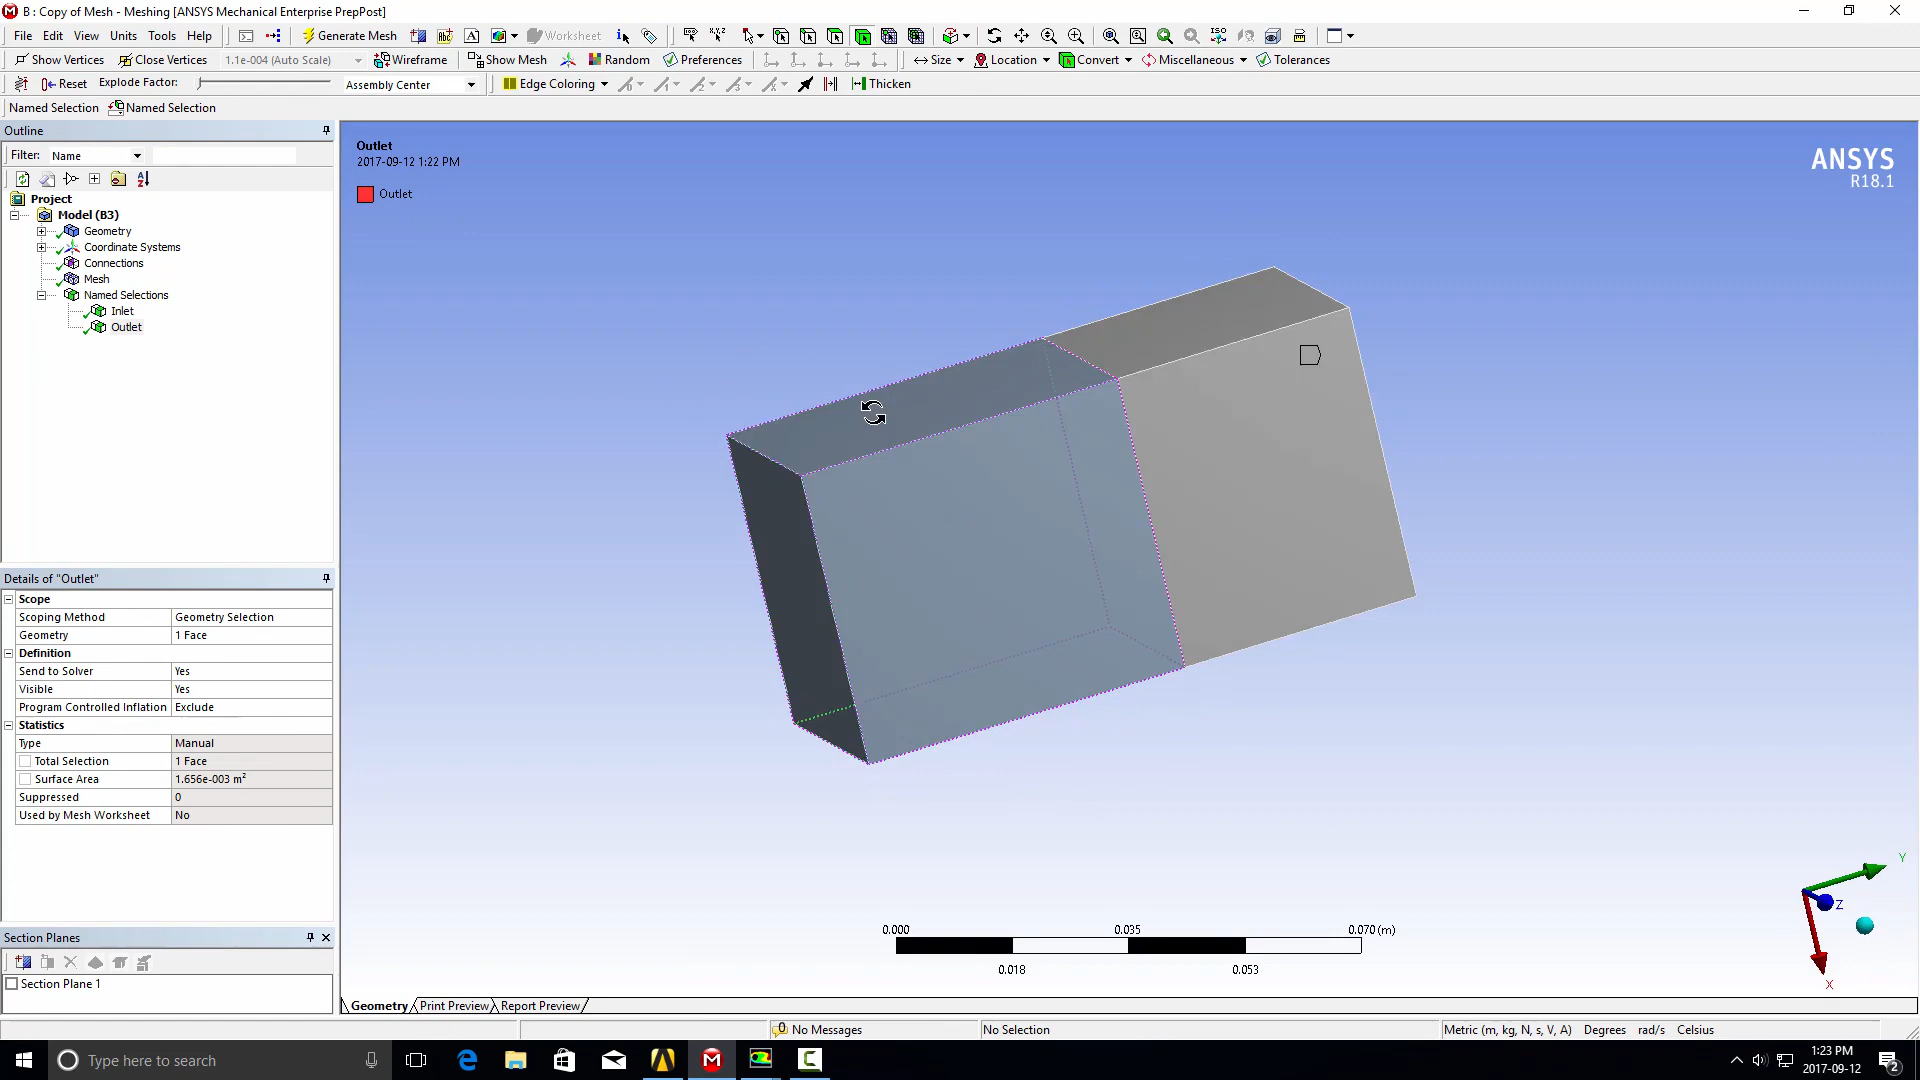 B : Copy of Mesh - Meshing [ANSYS Mechanical Enterprise PrepPost]
File Edit View Units Tools Help Generate Mesh Worksheet
Show Vertices Close Vertices 1.1e-004 (Auto Scale) Wireframe Show Mesh Random Preferences Size Location Convert Miscellaneous Tolerances
Reset Explode Factor: Assembly Center Edge Coloring Thicken
Named Selection Named Selection
Outline
Filter: Name
Project
Model (B3)
Geometry
Coordinate Systems
Connections
Mesh
Named Selections
Inlet
Outlet
Details of "Outlet"
Scope
Scoping Method Geometry Selection
Geometry 1 Face
Definition
Send to Solver Yes
Visible Yes
Program Controlled Inflation Exclude
Statistics
Type Manual
Total Selection 1 Face
Surface Area 1.656e-003 m²
Suppressed 0
Used by Mesh Worksheet No
Section Planes
Section Plane 1
Outlet
2017-09-12 1:22 PM
Outlet
ANSYS
R18.1
Y
Z
X
0.000 0.035 0.070 (m)
0.018 0.053
Geometry Print Preview Report Preview
0 No Messages No Selection Metric (m, kg, N, s, V, A) Degrees rad/s Celsius
Type here to search
1:23 PM
2017-09-12
2